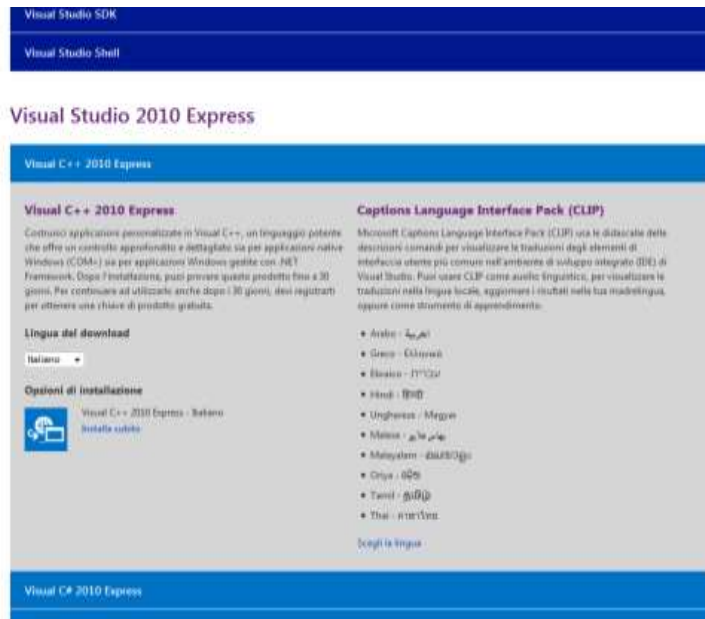 Visual Studio SDK
Visual Studio Shell
Visual Studio 2010 Express
Visual C++ 2010 Express
Visual C++ 2010 Express
Costruisci applicazioni personalizzate in Visual C++, un linguaggio potente
che offre un controllo approfondito e dettagliato sia per applicazioni native
Windows (COM+) sia per applicazioni Windows gestite con .NET
Framework. Dopo l'installazione, puoi provare questo prodotto fino a 30
giorni. Per continuare ad utilizzarlo anche dopo i 30 giorni, devi registrarti
per ottenere una chiave di prodotto gratuita.
Lingua del download
Italiano
Opzioni di installazione
Visual C++ 2010 Express - Italiano
Installa subito
Captions Language Interface Pack (CLIP)
Microsoft Captions Language Interface Pack (CLIP) usa le didascalie delle
descrizioni comandi per visualizzare le traduzioni degli elementi di
interfaccia utente più comuni nell'ambiente di sviluppo integrato (IDE) di
Visual Studio. Puoi usare CLIP come ausilio linguistico, per visualizzare le
traduzioni nella lingua locale, aggiornare i risultati nella tua madrelingua,
oppure come strumento di apprendimento.
• Arabo - العربية
• Greco - Ελληνικά
• Ebraico - עברית
• Hindi - हिन्दी
• Ungherese - Magyar
• Malese - بهاس ملايو
• Malayalam - മലയാളം
• Oriya - ଓଡ଼ିଆ
• Tamil - தமிழ்
• Thai - ภาษาไทย
Scegli la lingua
Visual C# 2010 Express